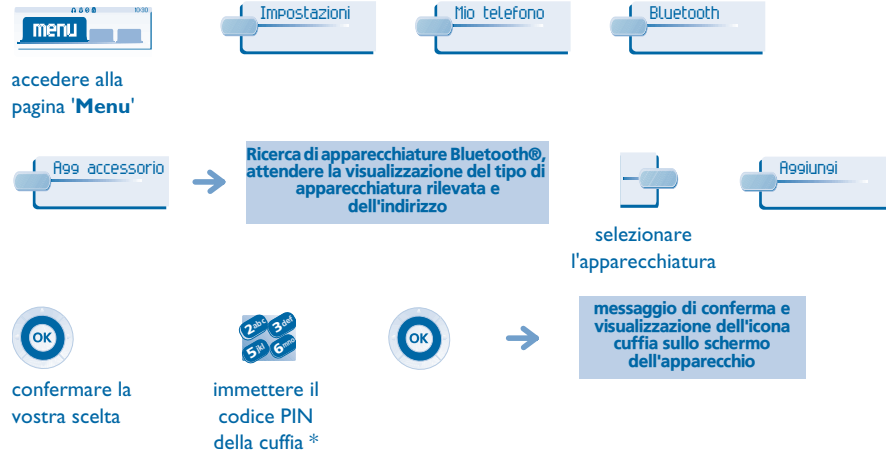 10:30
menu
Impostazioni
Mio telefono
Bluetooth
accedere alla
pagina 'Menu'
Agg accessorio
Ricerca di apparecchiature Bluetooth®,
attendere la visualizzazione del tipo di
apparecchiatura rilevata e
dell'indirizzo
Aggiungi
selezionare
l'apparecchiatura
OK
2abc 3def
5jkl 6mno
OK
messaggio di conferma e
visualizzazione dell'icona
cuffia sullo schermo
dell'apparecchio
confermare la
vostra scelta
immettere il
codice PIN
della cuffia *